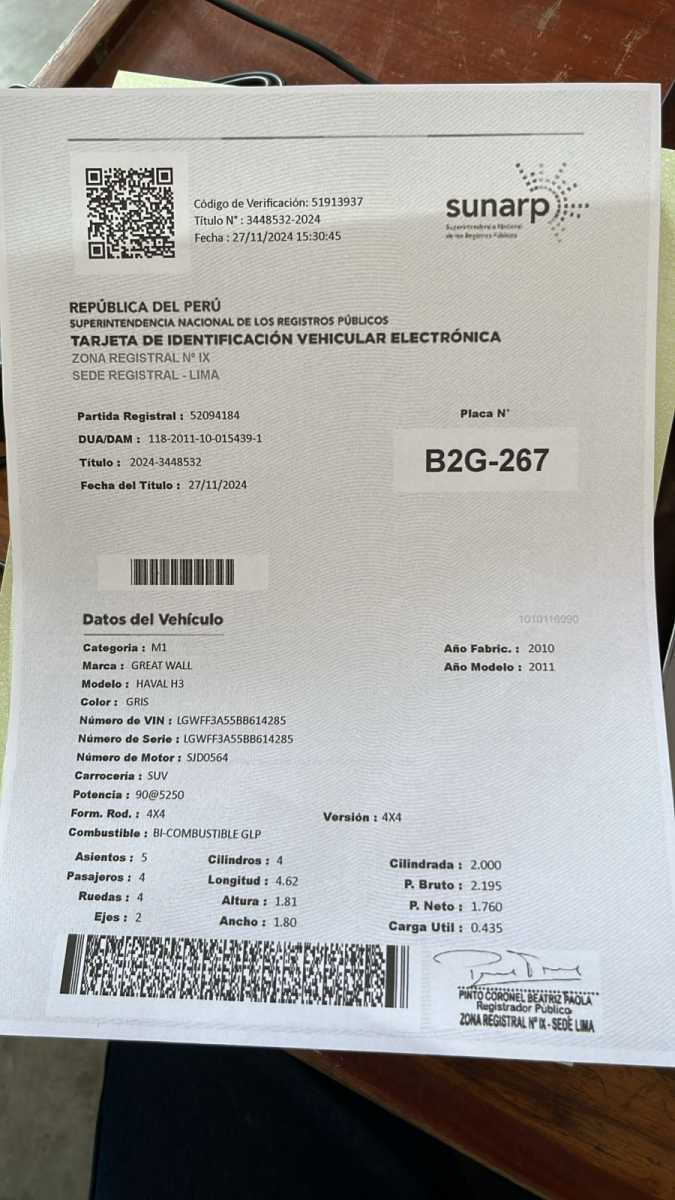 Código de Verificación: 51913937
Título N° : 3448532-2024
Fecha : 27/11/2024 15:30:45
sunarp
Superintendencia Nacional
de los Registros Públicos
REPÚBLICA DEL PERÚ
SUPERINTENDENCIA NACIONAL DE LOS REGISTROS PÚBLICOS
TARJETA DE IDENTIFICACIÓN VEHICULAR ELECTRÓNICA
ZONA REGISTRAL N° IX
SEDE REGISTRAL - LIMA
Partida Registral : 52094184
DUA/DAM : 118-2011-10-015439-1
Título : 2024-3448532
Fecha del Título : 27/11/2024
Placa N°
B2G-267
Datos del Vehículo
1010116090
Categoria : M1
Marca : GREAT WALL
Modelo : HAVAL H3
Color : GRIS
Número de VIN : LGWFF3A55BB614285
Número de Serie : LGWFF3A55BB614285
Número de Motor : SJD0564
Carrocería : SUV
Potencia : 90@5250
Form. Rod. : 4X4
Combustible : BI-COMBUSTIBLE GLP
Año Fabric. : 2010
Año Modelo : 2011
Versión : 4X4
Asientos : 5
Pasajeros : 4
Ruedas : 4
Ejes : 2
Cilindros : 4
Longitud : 4.62
Altura : 1.81
Ancho : 1.80
Cilindrada : 2.000
P. Bruto : 2.195
P. Neto : 1.760
Carga Util : 0.435
PINTO CORONEL BEATRIZ PAOLA
Registrador Público
ZONA REGISTRAL N° IX - SEDE LIMA